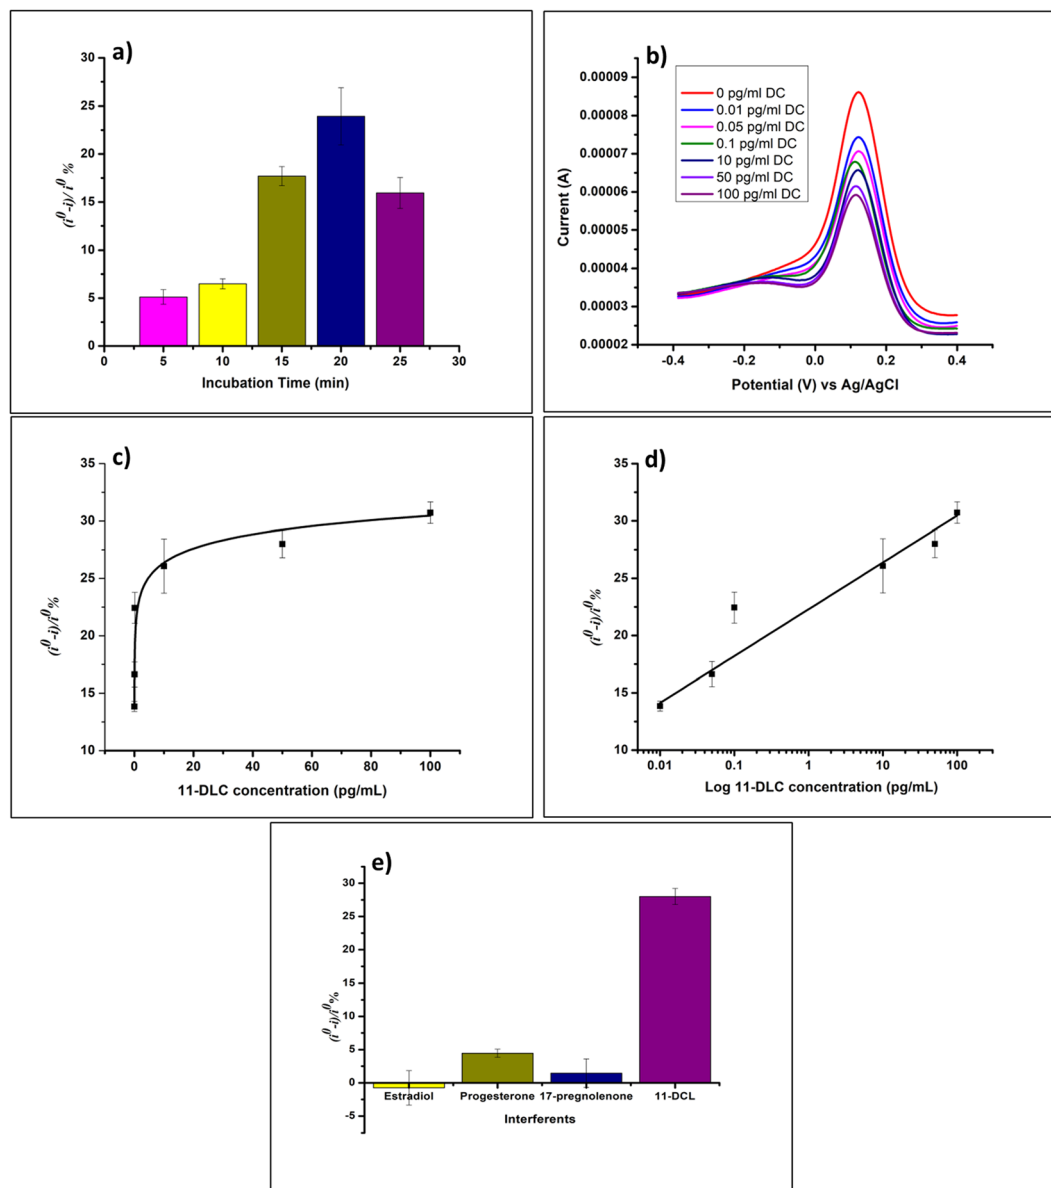 a)
30
25
20
15
10
5
0
(i⁰-i)/i⁰ %
0 5 10 15 20 25 30
Incubation Time (min)
b)
0.00009
0.00008
0.00007
0.00006
0.00005
0.00004
0.00003
0.00002
Current (A)
0 pg/ml DC
0.01 pg/ml DC
0.05 pg/ml DC
0.1 pg/ml DC
10 pg/ml DC
50 pg/ml DC
100 pg/ml DC
-0.4 -0.2 0.0 0.2 0.4
Potential (V) vs Ag/AgCl
c)
35
30
25
20
15
10
(i⁰-i)/i⁰%
0 20 40 60 80 100
11-DLC concentration (pg/mL)
d)
35
30
25
20
15
10
(i⁰-i)/i⁰%
0.01 0.1 1 10 100
Log 11-DLC concentration (pg/mL)
e)
30
25
20
15
10
5
0
-5
(i⁰-i)/i⁰%
Estradiol Progesterone 17-pregnolenone 11-DCL
Interferents